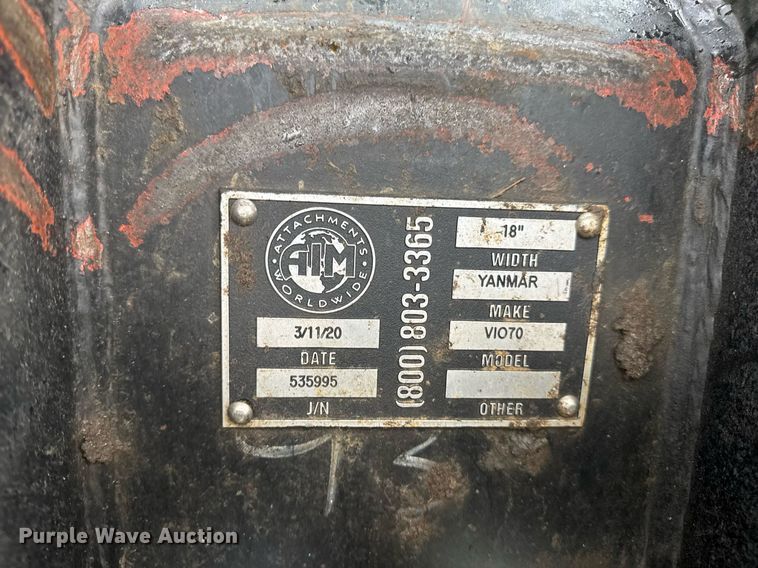 ATTACHMENTS
AIM
WORLDWIDE
3/11/20
DATE
535995
J/N
(800) 803-3365
18"
WIDTH
YANMAR
MAKE
VIO70
MODEL
OTHER
Purple Wave Auction